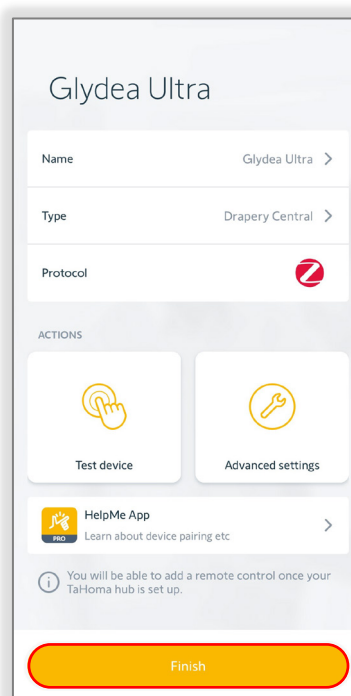 Glydea Ultra
Name Glydea Ultra
Type Drapery Central
Protocol
ACTIONS
Test device Advanced settings
PRO
HelpMe App
Learn about device pairing etc
You will be able to add a remote control once your
TaHoma hub is set up.
Finish